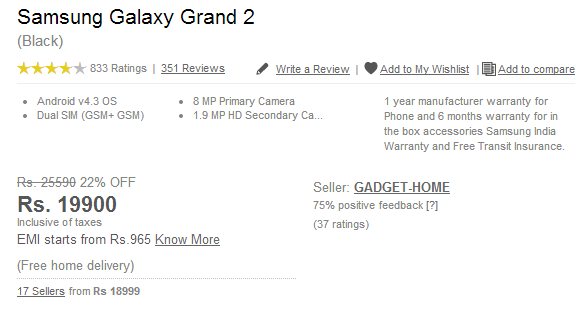 Samsung Galaxy Grand 2
(Black)
833 Ratings | 351 Reviews
Write a Review | Add to My Wishlist | Add to compare
Android v4.3 OS
Dual SIM (GSM+ GSM)
8 MP Primary Camera
1.9 MP HD Secondary Ca...
1 year manufacturer warranty for
Phone and 6 months warranty for in
the box accessories Samsung India
Warranty and Free Transit Insurance.
Rs. 25590 22% OFF
Rs. 19900
Inclusive of taxes
EMI starts from Rs.965 Know More
(Free home delivery)
17 Sellers from Rs 18999
Seller: GADGET-HOME
75% positive feedback [?]
(37 ratings)